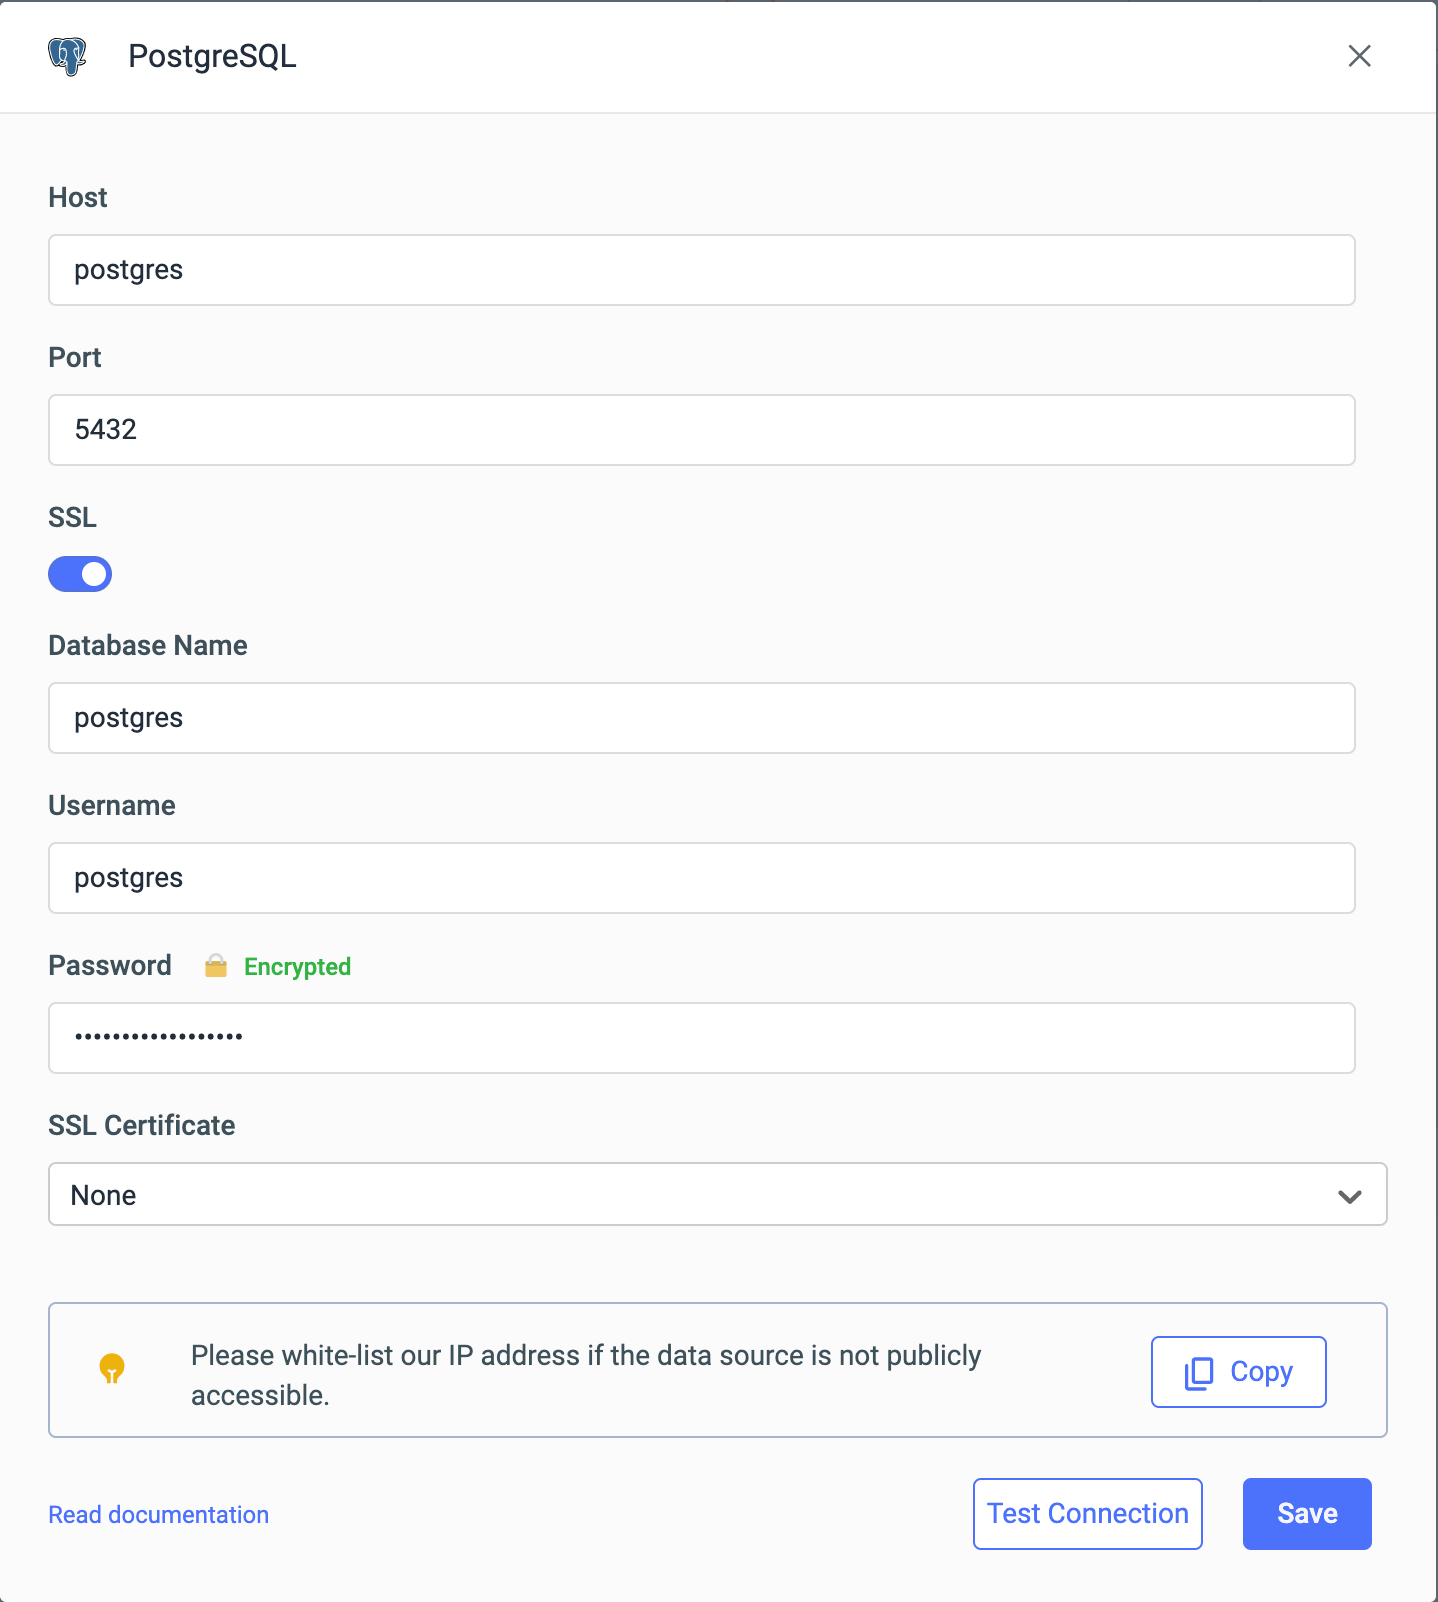 PostgreSQL
Host
postgres
Port
5432
SSL
Database Name
postgres
Username
postgres
Password Encrypted
••••••••••••••••••
SSL Certificate
None
Please white-list our IP address if the data source is not publicly
accessible.
Copy
Read documentation
Test Connection
Save